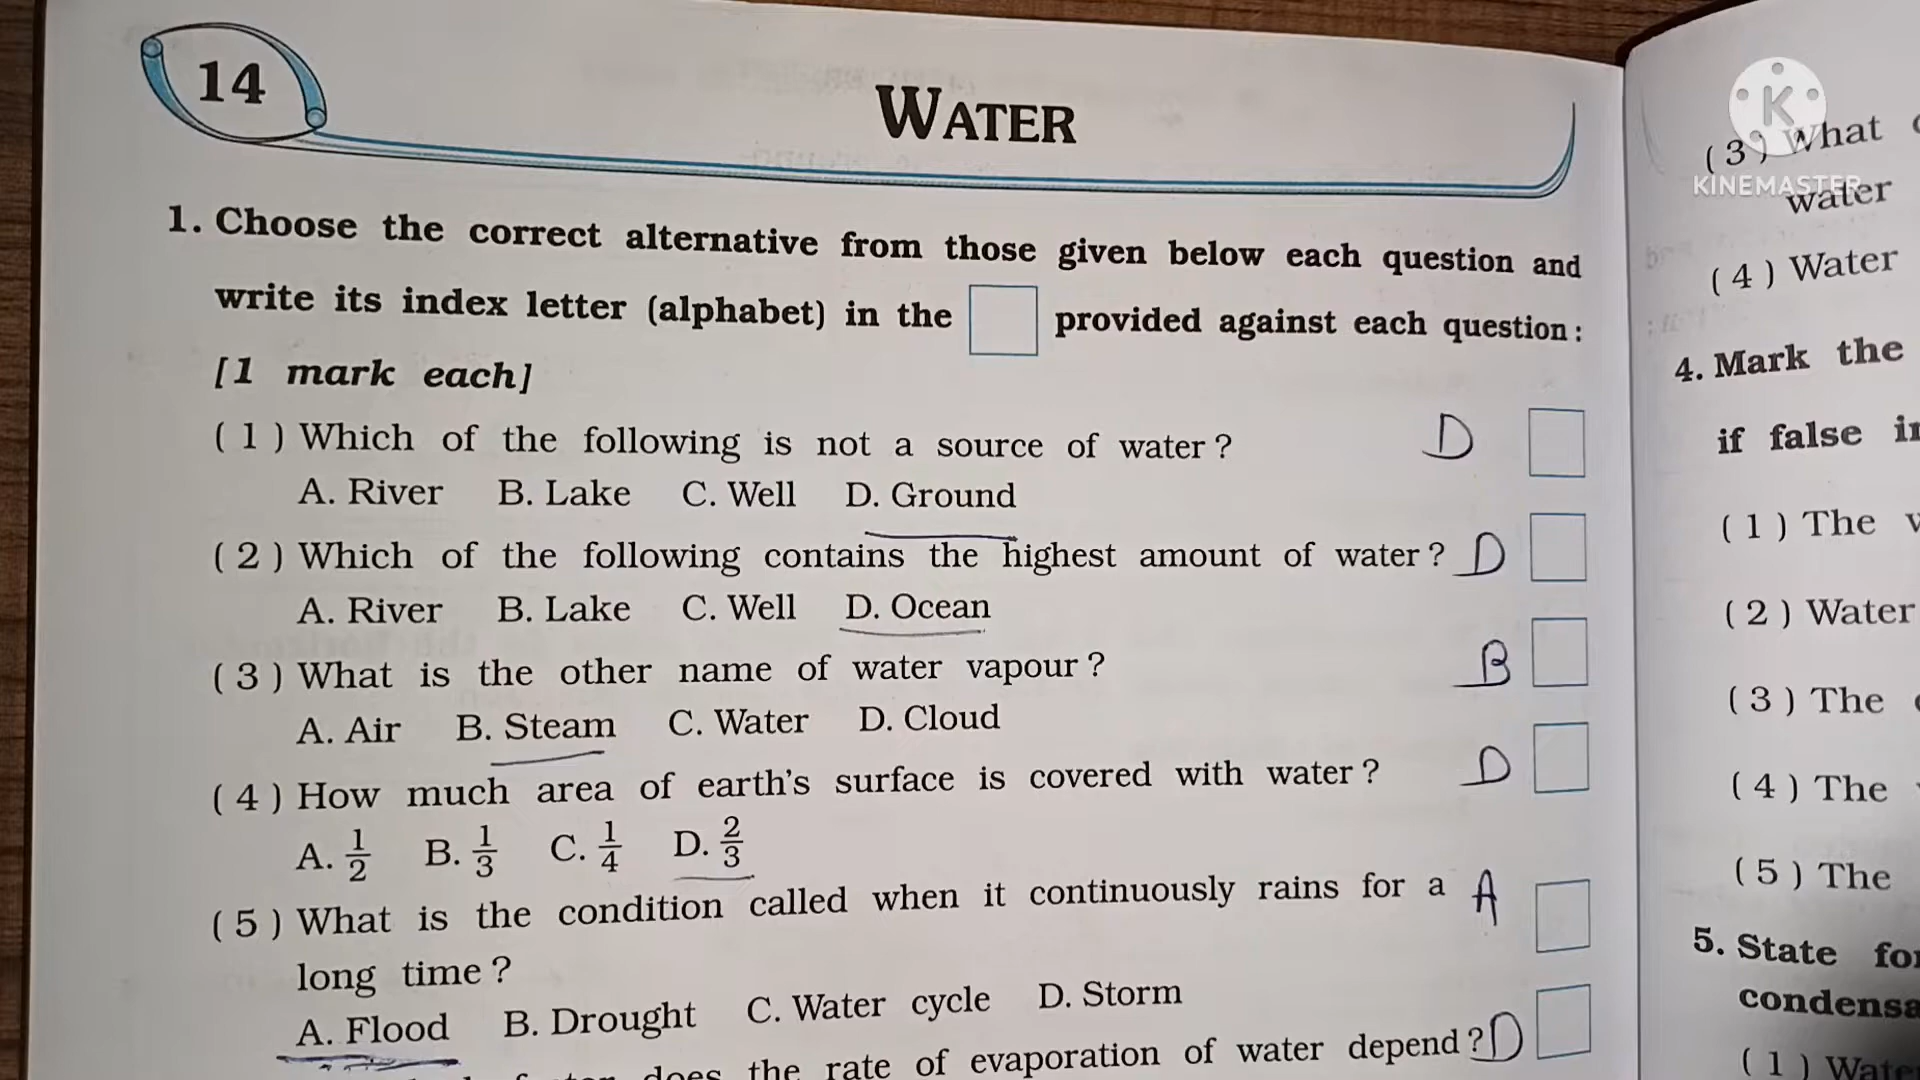 14
WATER
1. Choose the correct alternative from those given below each question and
write its index letter (alphabet) in the provided against each question:
[1 mark each]
(1) Which of the following is not a source of water? D
A. River B. Lake C. Well D. Ground
(2) Which of the following contains the highest amount of water? D
A. River B. Lake C. Well D. Ocean
(3) What is the other name of water vapour? B
A. Air B. Steam C. Water D. Cloud
(4) How much area of earth's surface is covered with water? D
A. 1/2 B. 1/3 C. 1/4 D. 2/3
(5) What is the condition called when it continuously rains for a A
long time?
A. Flood B. Drought C. Water cycle D. Storm
does the rate of evaporation of water depend? D
(3) What
water
(4) Water
4. Mark the
if false
(1) The
(2) Water
(3) The
(4) The
(5) The
5. State
(1)
K
KINEMASTER